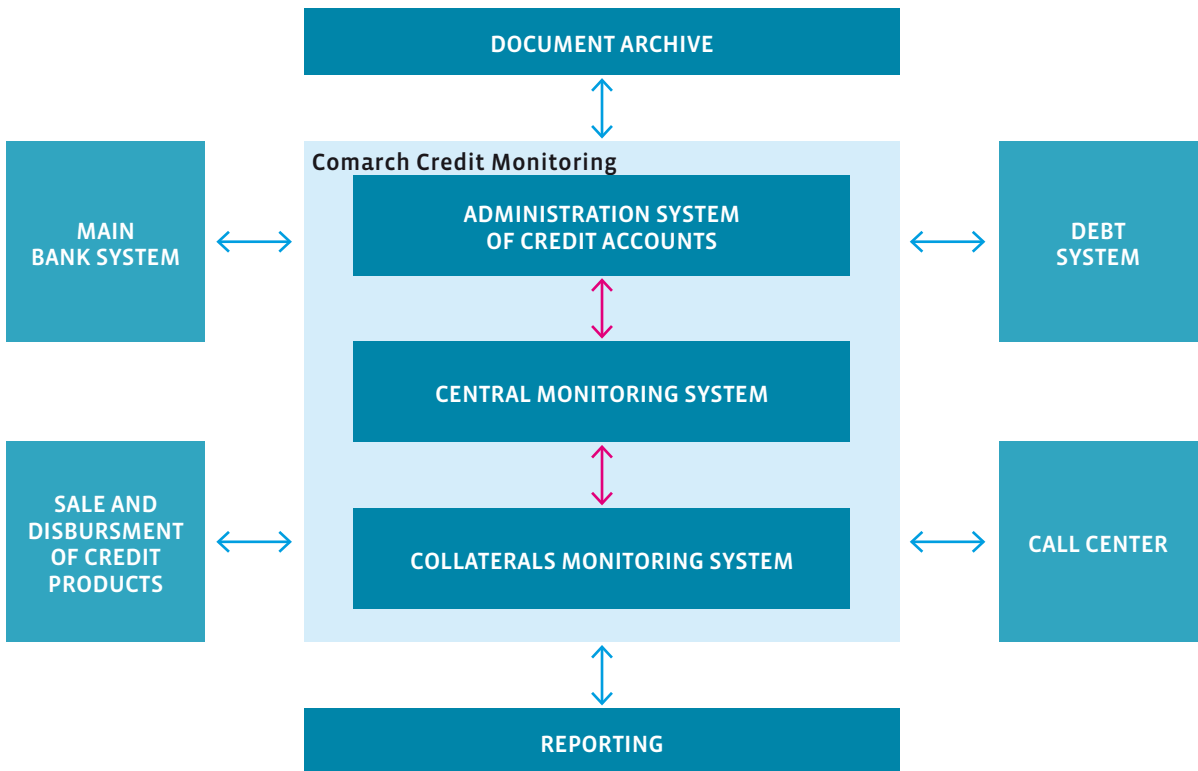 DOCUMENT ARCHIVE
Comarch Credit Monitoring
MAIN
BANK SYSTEM
ADMINISTRATION SYSTEM
OF CREDIT ACCOUNTS
DEBT
SYSTEM
CENTRAL MONITORING SYSTEM
SALE AND
DISBURSMENT
OF CREDIT
PRODUCTS
COLLATERALS MONITORING SYSTEM
CALL CENTER
REPORTING